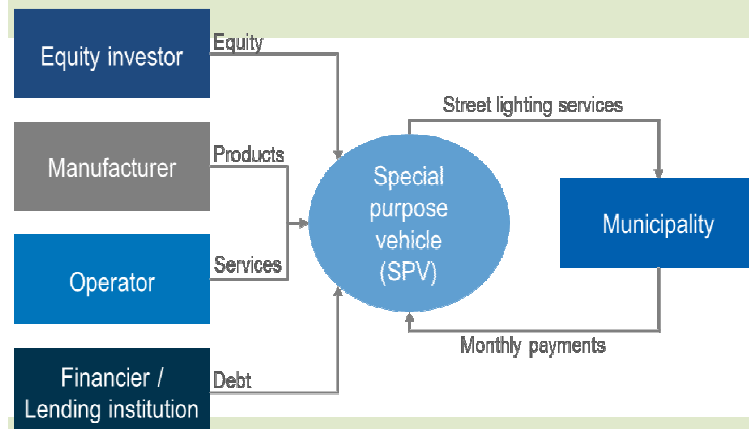 Equity investor
Equity
Manufacturer
Products
Operator
Services
Financier /
Lending institution
Debt
Special
purpose
vehicle
(SPV)
Street lighting services
Municipality
Monthly payments